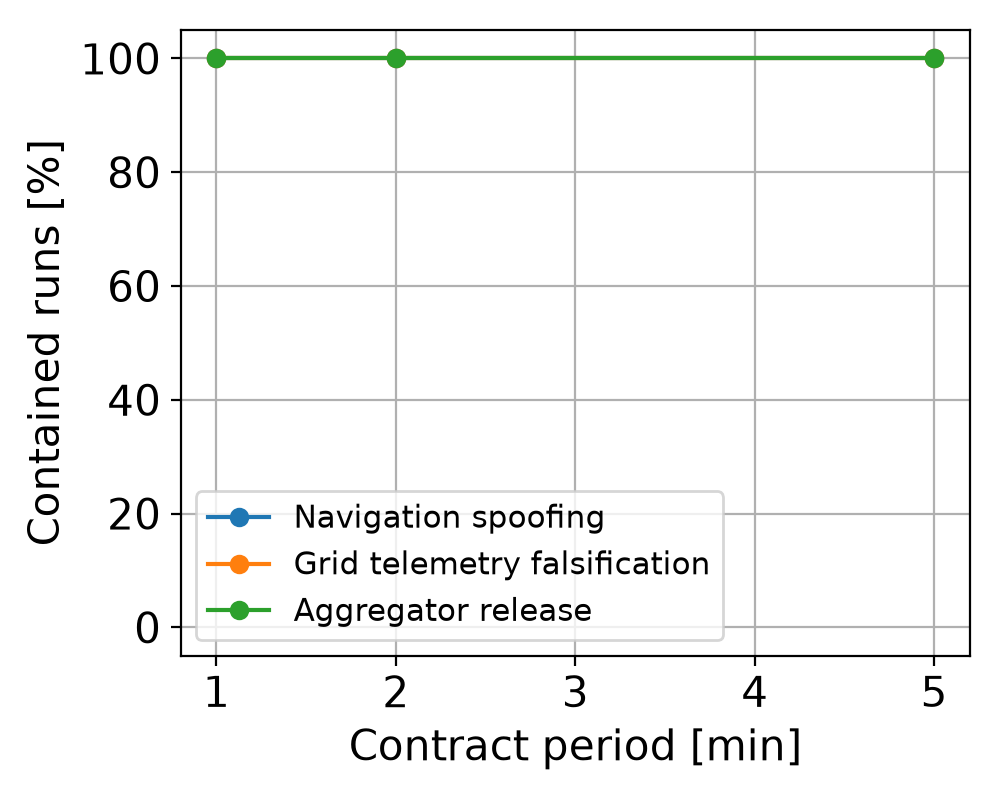 100
80
60
40
20
0
Contained runs [%]
Navigation spoofing
Grid telemetry falsification
Aggregator release
1 2 3 4 5
Contract period [min]